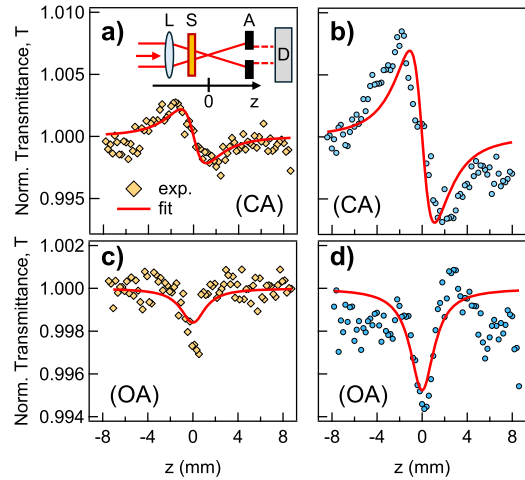 a)
L S A
D
0 z
b)
Norm. Transmittance, T
1.010
1.005
1.000
0.995
exp.
fit
(CA)
(CA)
c)
d)
Norm. Transmittance, T
1.002
1.000
0.998
0.996
0.994
(OA)
(OA)
-8 -4 0 4 8
-8 -4 0 4 8
z (mm)
z (mm)